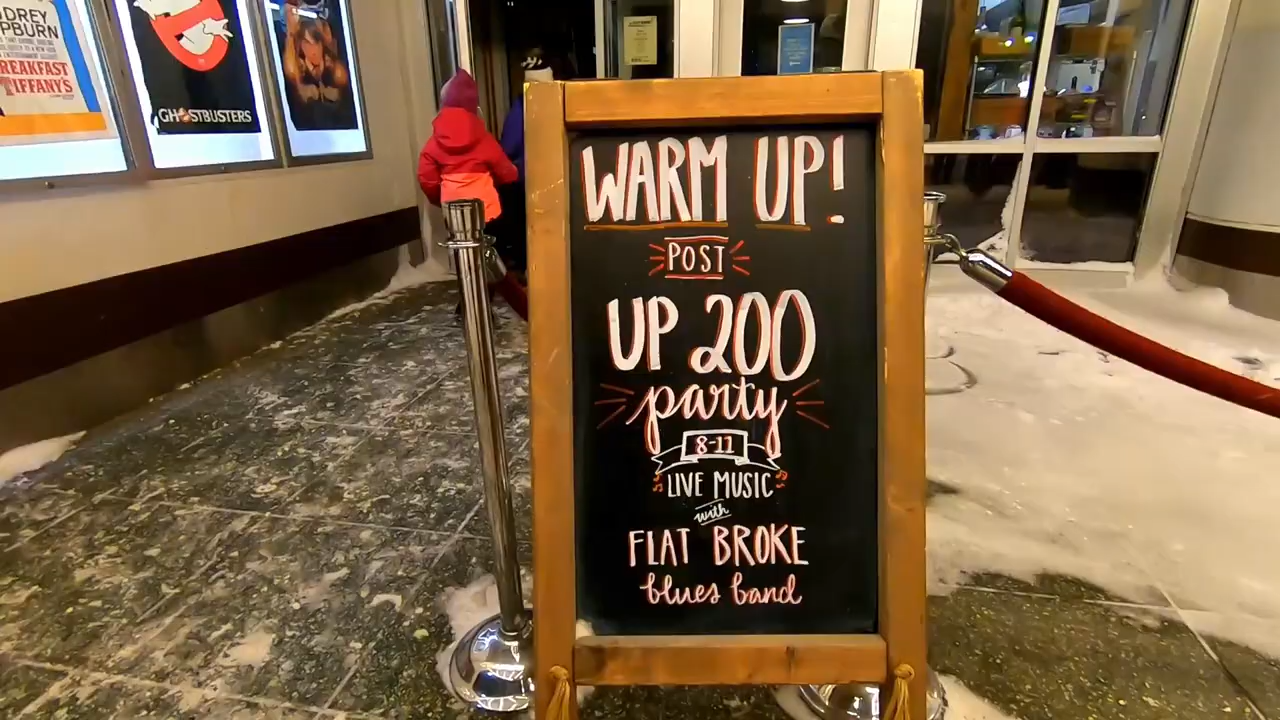 DREY
PBURN
BREAKFAST
TIFFANY'S
GHOSTBUSTERS
WARM UP!
POST
UP 200
party
8-11
LIVE MUSIC
with
FLAT BROKE
blues band